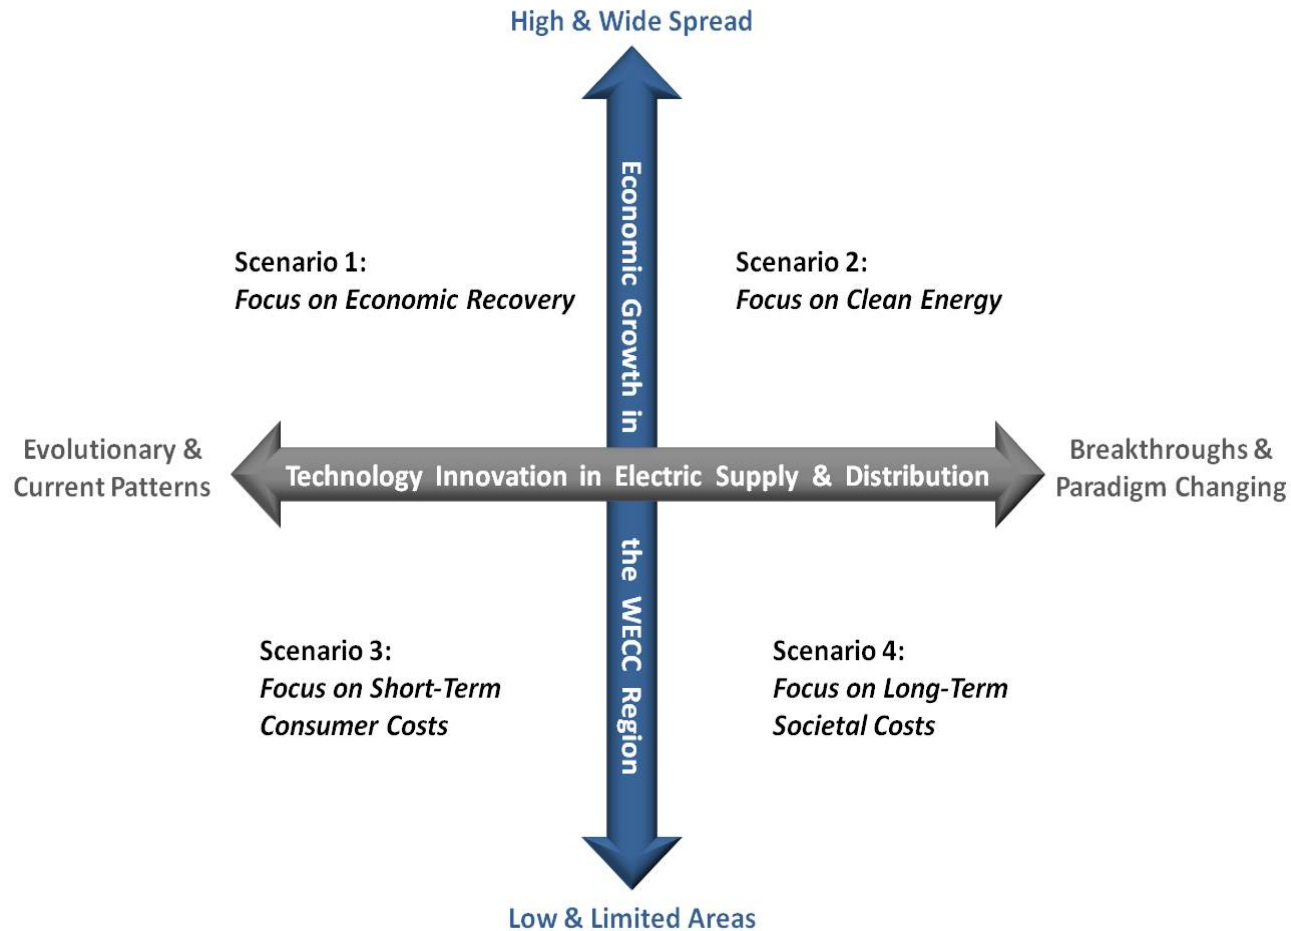 High & Wide Spread
Economic Growth in the WECC Region
Scenario 1:
Focus on Economic Recovery
Scenario 2:
Focus on Clean Energy
Evolutionary &
Current Patterns
Technology Innovation in Electric Supply & Distribution
Breakthroughs &
Paradigm Changing
Scenario 3:
Focus on Short-Term
Consumer Costs
Scenario 4:
Focus on Long-Term
Societal Costs
Low & Limited Areas